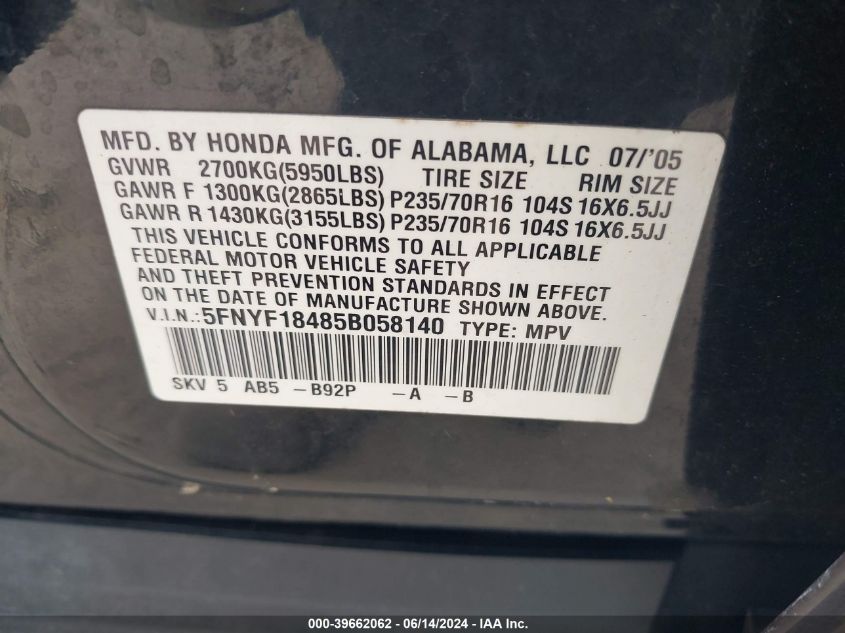 MFD. BY HONDA MFG. OF ALABAMA, LLC 07/'05
GVWR 2700KG(5950LBS) TIRE SIZE RIM SIZE
GAWR F 1300KG(2865LBS) P235/70R16 104S 16X6.5JJ
GAWR R 1430KG(3155LBS) P235/70R16 104S 16X6.5JJ
THIS VEHICLE CONFORMS TO ALL APPLICABLE
FEDERAL MOTOR VEHICLE SAFETY
AND THEFT PREVENTION STANDARDS IN EFFECT
ON THE DATE OF MANUFACTURE SHOWN ABOVE.
V.I.N.:5FNYF18485B058140 TYPE: MPV
SKV 5 AB5 –B92P –A –B
000-39662062 - 06/14/2024 - IAA Inc.